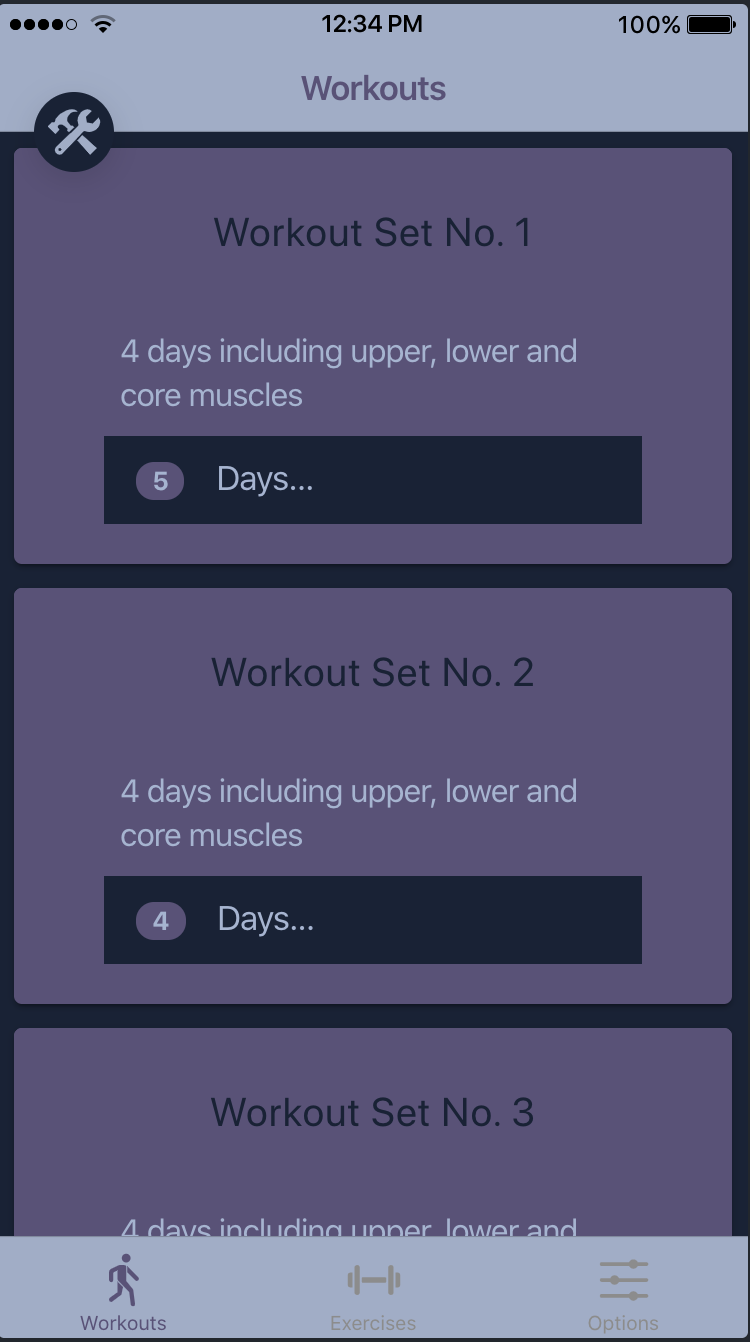 12:34 PM 100%
Workouts
Workout Set No. 1
4 days including upper, lower and
core muscles
5 Days...
Workout Set No. 2
4 days including upper, lower and
core muscles
4 Days...
Workout Set No. 3
4 days including upper, lower and
Workouts Exercises Options